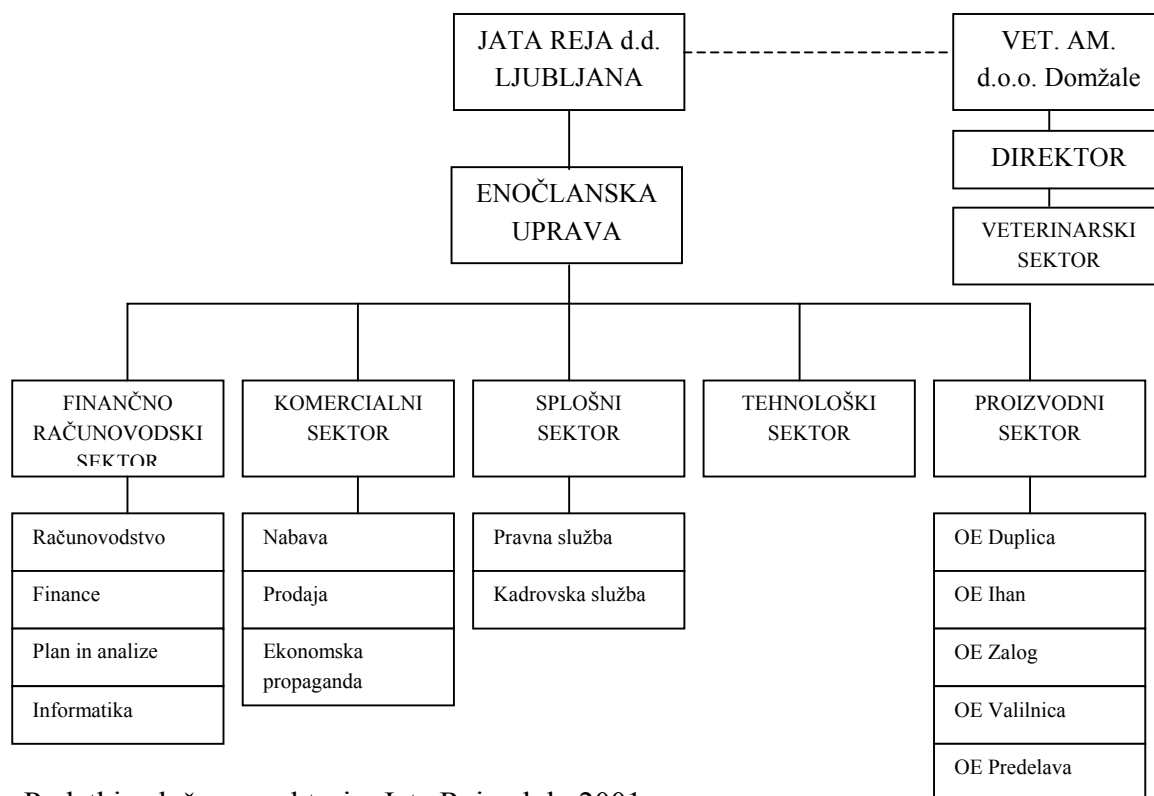 JATA REJA d.d.
LJUBLJANA
VET. AM.
d.o.o. Domžale
DIREKTOR
ENOČLANSKA
UPRAVA
VETERINARSKI
SEKTOR
FINANČNO
RAČUNOVODSKI
SEKTOR
KOMERCIALNI
SEKTOR
SPLOŠNI
SEKTOR
TEHNOLOŠKI
SEKTOR
PROIZVODNI
SEKTOR
Računovodstvo
Finance
Plan in analize
Informatika
Nabava
Prodaja
Ekonomska
propaganda
Pravna služba
Kadrovska služba
OE Duplica
OE Ihan
OE Zalog
OE Valilnica
OE Predelava